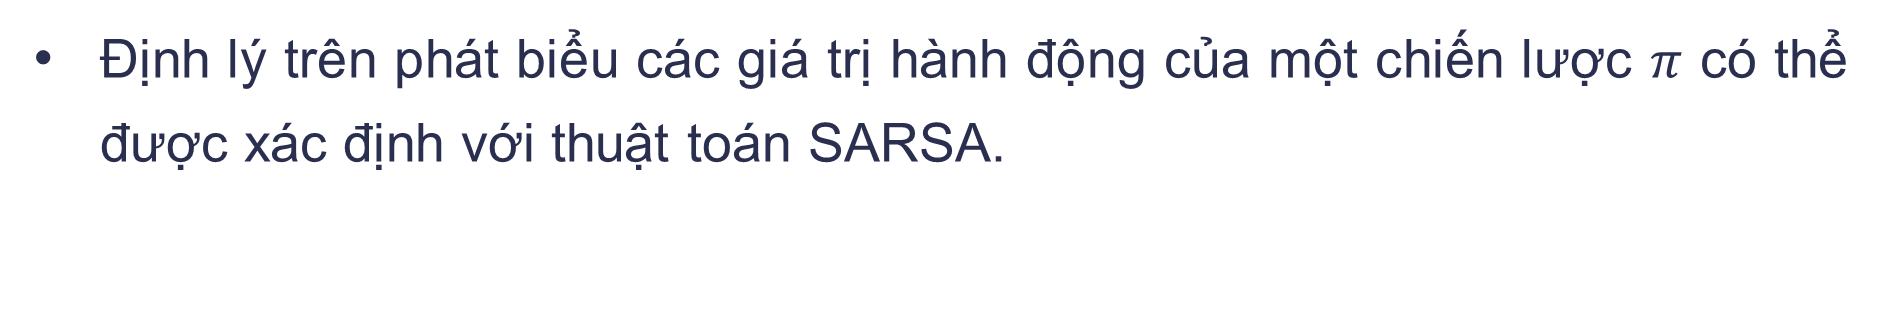 • Định lý trên phát biểu các giá trị hành động của một chiến lược π có thể
được xác định với thuật toán SARSA.